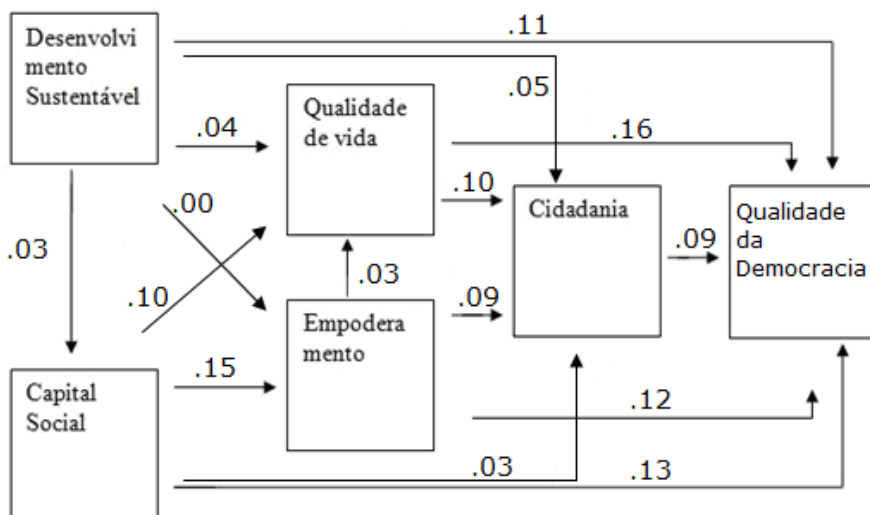 Desenvolvi
mento
Sustentável
.11
.05
Qualidade
de vida
.04
.16
.00
.10
Cidadania
Qualidade
da
Democracia
.03
.10
.03
.09
.09
Empodera
mento
.15
Capital
Social
.12
.03
.13